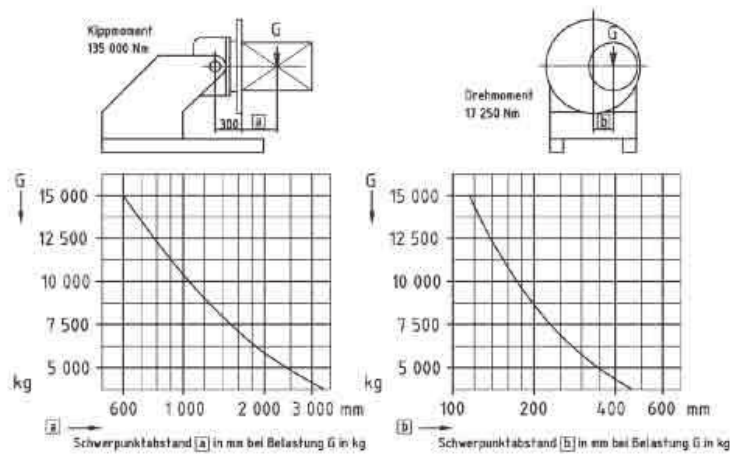 Kippmoment
135 000 Nm
G
300 a
G
Drehmoment
17 250 Nm
b
G
15 000
12 500
10 000
7 500
5 000
kg
600 1 000 2 000 3 000 mm
a
Schwerpunktabstand a in mm bei Belastung G in kg
G
15 000
12 500
10 000
7 500
5 000
kg
100 200 400 600 mm
b
Schwerpunktabstand b in mm bei Belastung G in kg